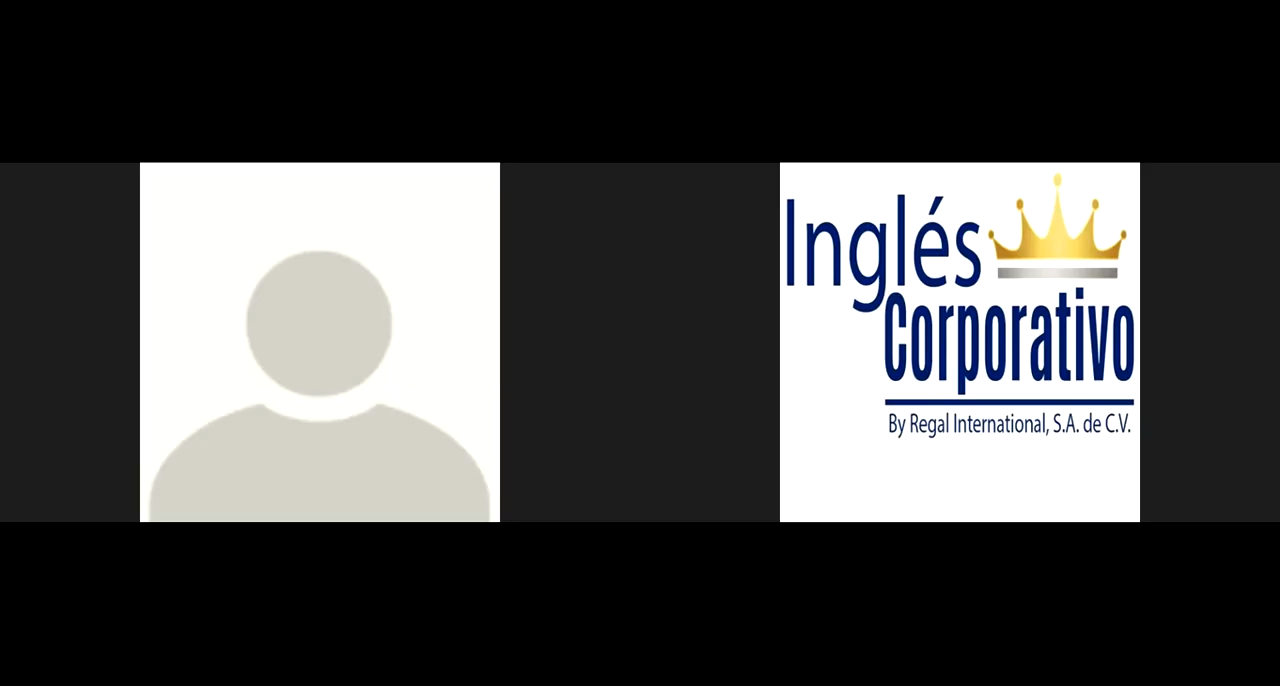 Inglés
Corporativo
By Regal International, S.A. de C.V.